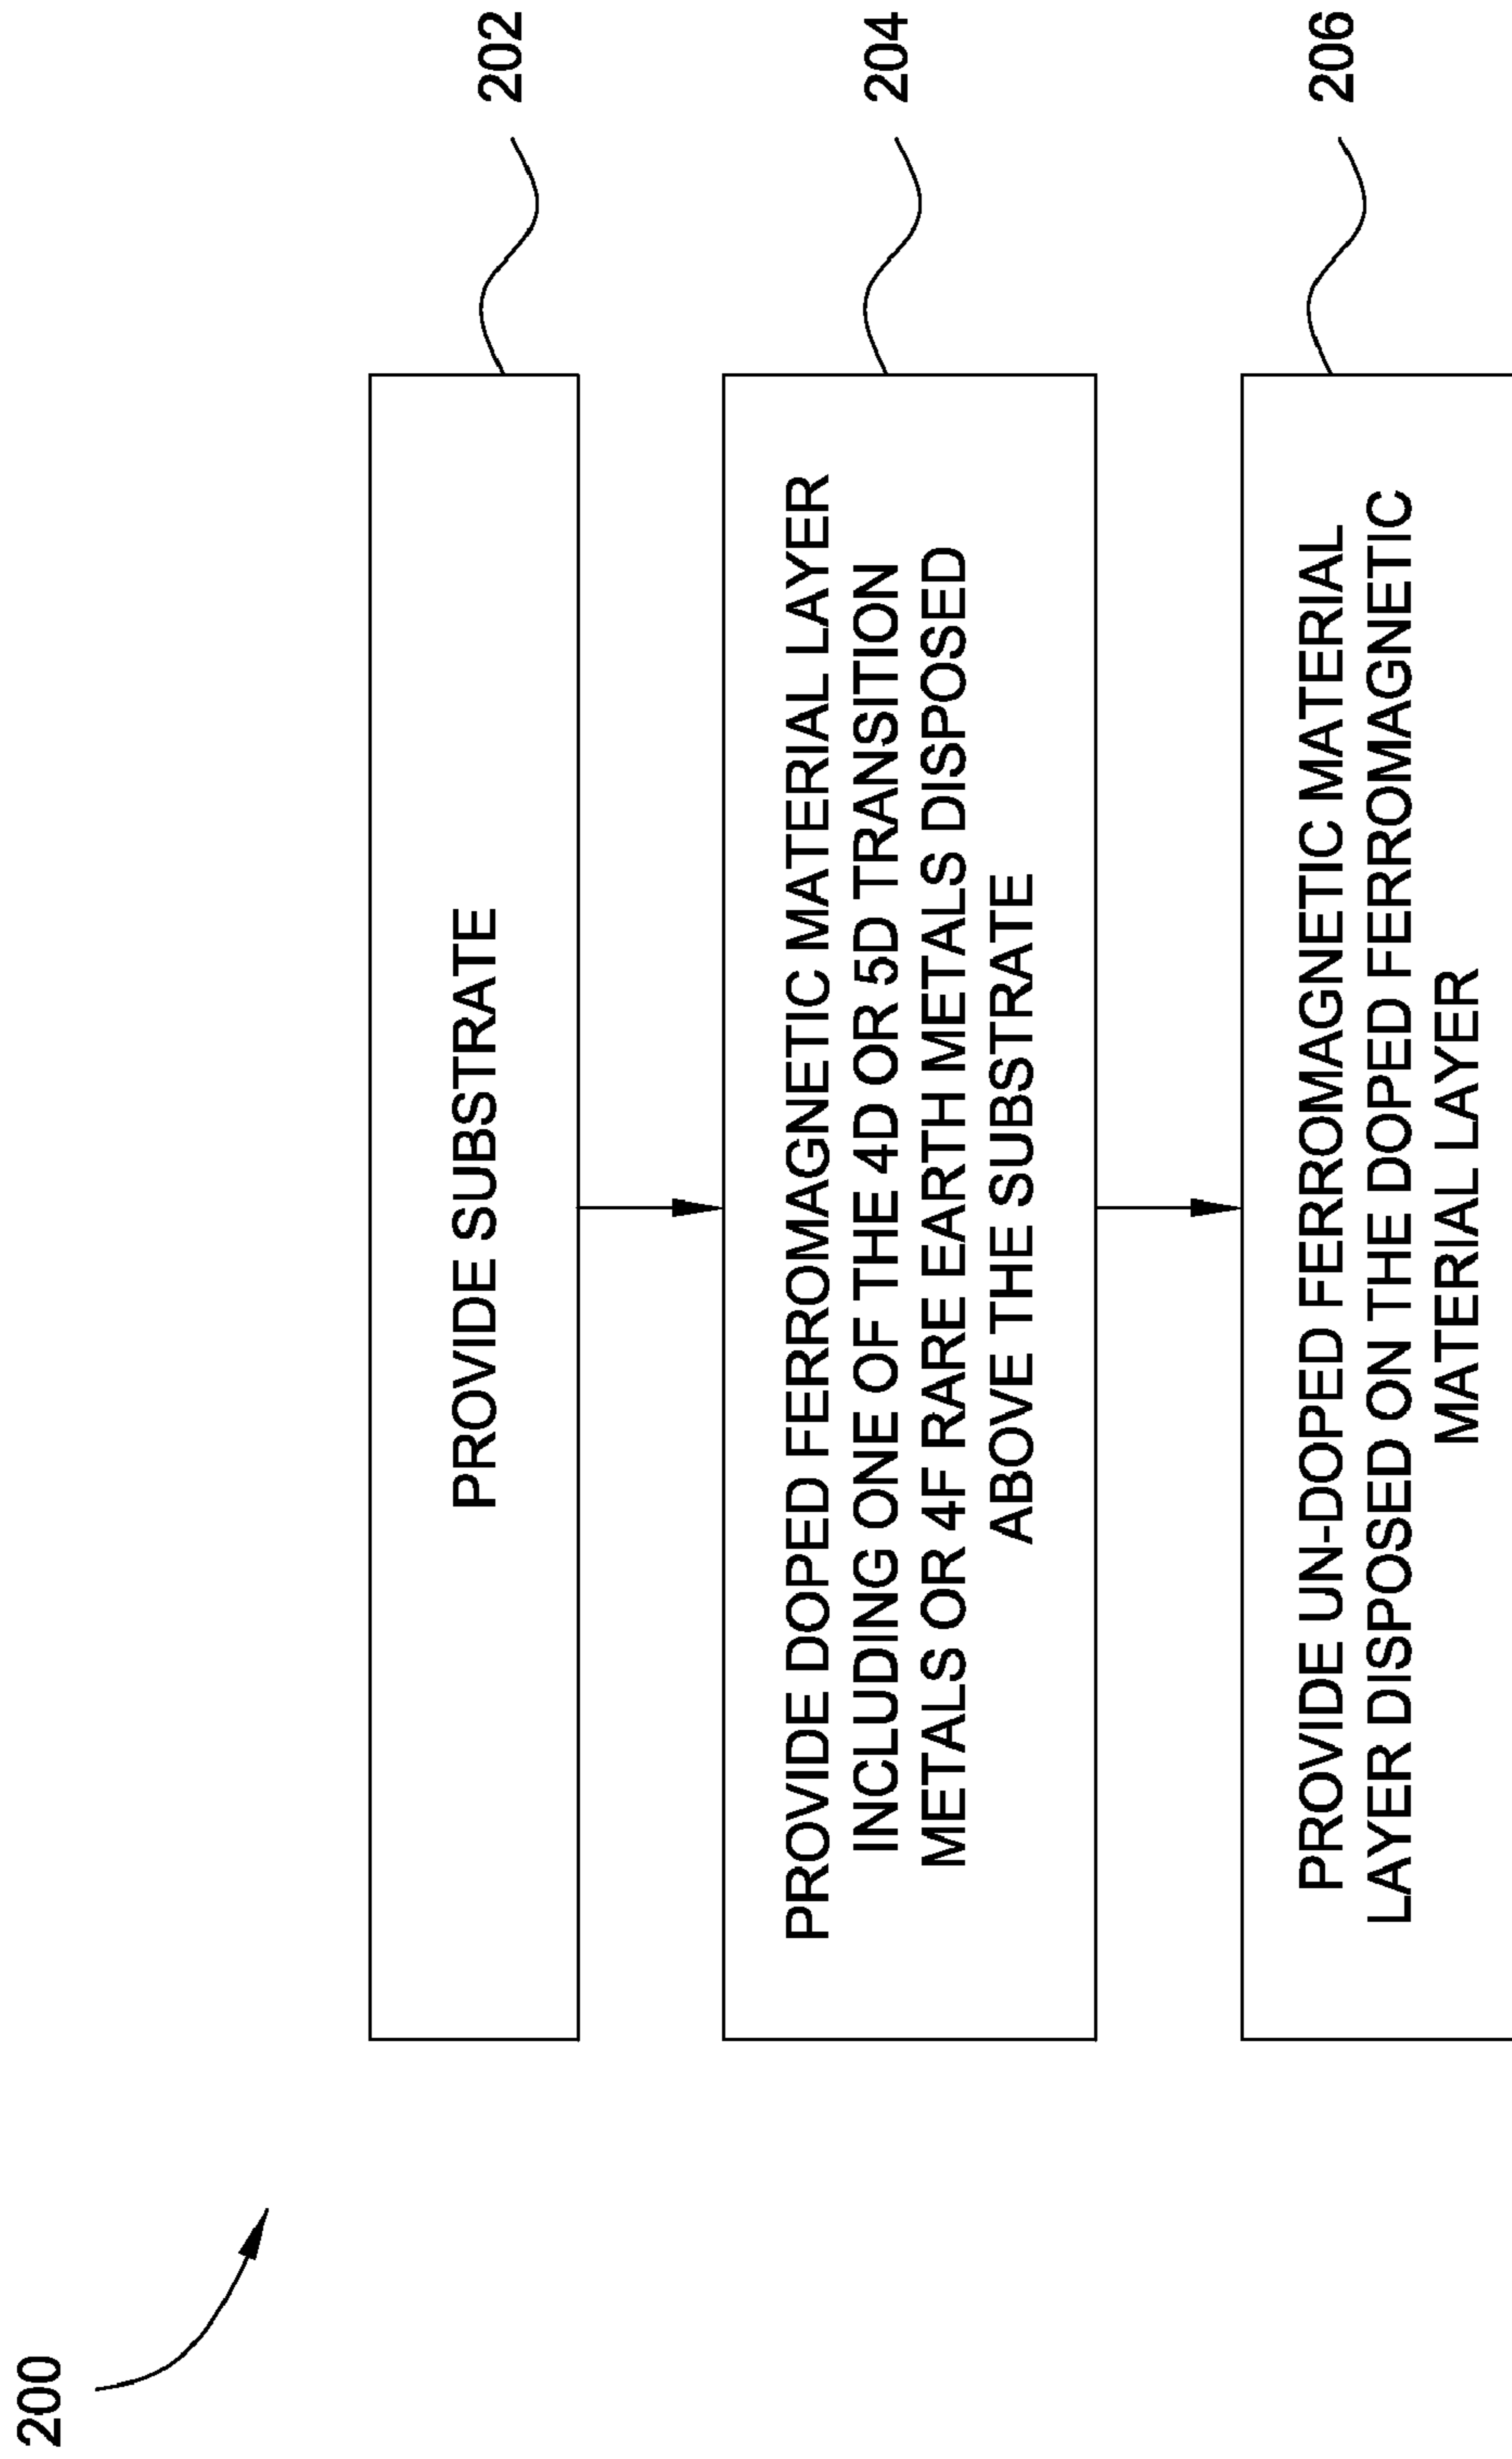 200
PROVIDE SUBSTRATE
202
PROVIDE DOPED FERROMAGNETIC MATERIAL LAYER
INCLUDING ONE OF THE 4D OR 5D TRANSITION
METALS OR 4F RARE EARTH METALS DISPOSED
ABOVE THE SUBSTRATE
204
PROVIDE UN-DOPED FERROMAGNETIC MATERIAL
LAYER DISPOSED ON THE DOPED FERROMAGNETIC
MATERIAL LAYER
206